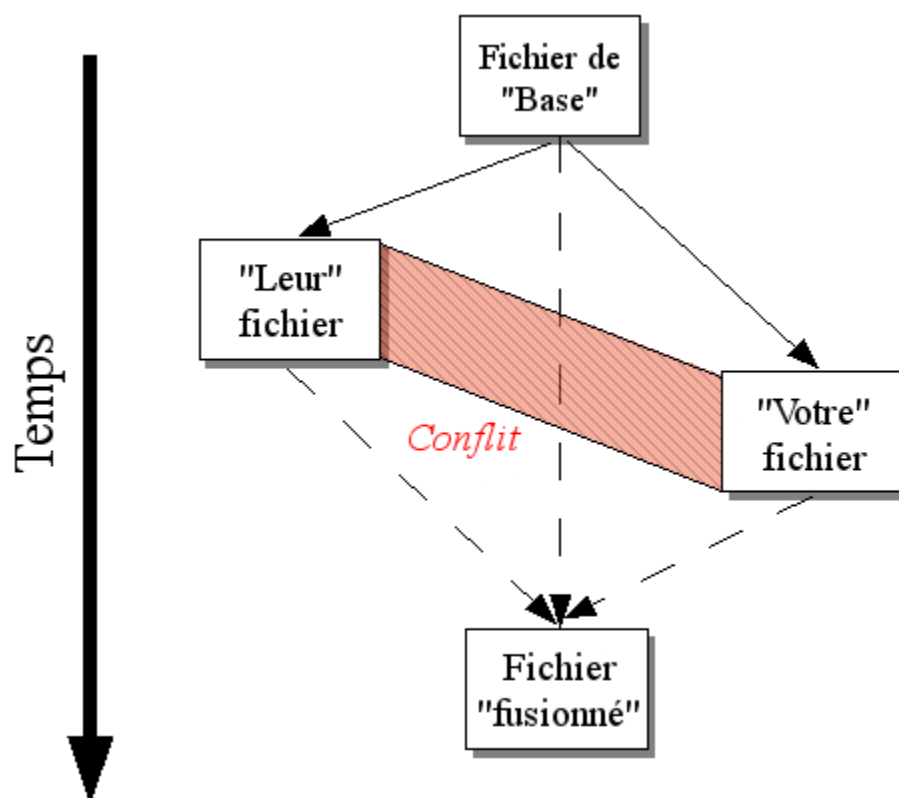 Fichier de
"Base"
"Leur"
fichier
Temps
"Votre"
fichier
Conflit
Fichier
"fusionné"